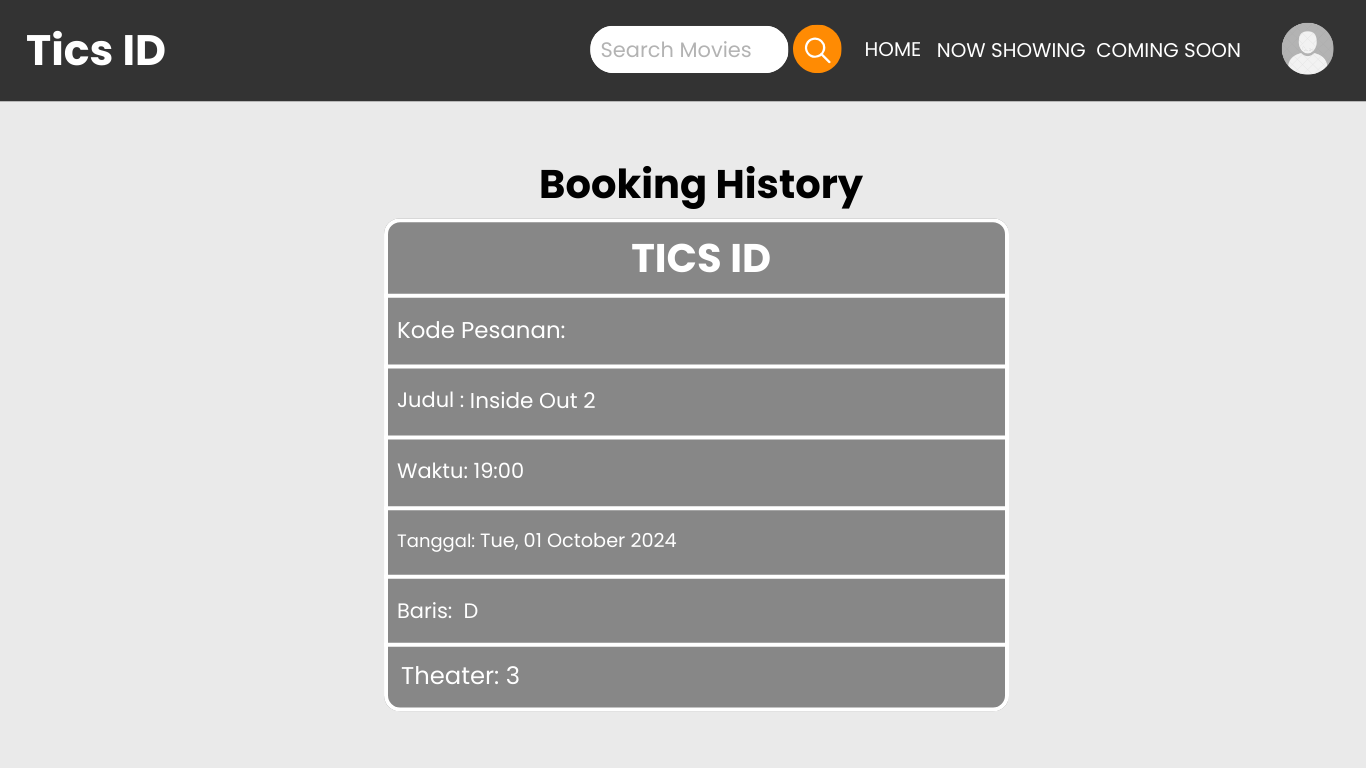 Tics ID
Search Movies
HOME NOW SHOWING COMING SOON
Booking History
TICS ID
Kode Pesanan:
Judul : Inside Out 2
Waktu: 19:00
Tanggal: Tue, 01 October 2024
Baris: D
Theater: 3